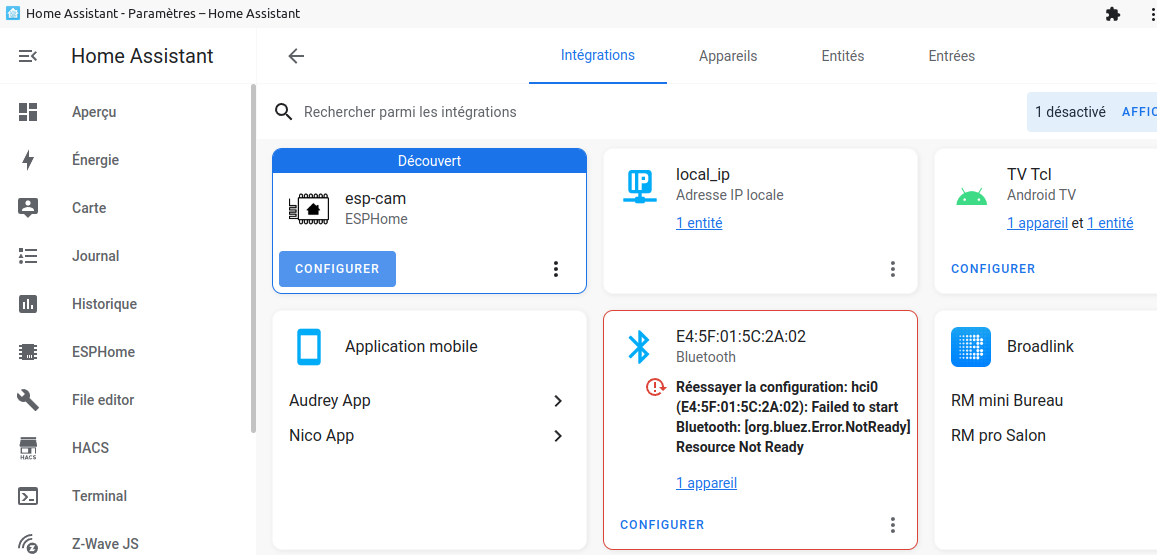 Home Assistant - Paramètres – Home Assistant
Home Assistant
Intégrations
Appareils
Entités
Entrées
Rechercher parmi les intégrations
1 désactivé
AFFIC
Aperçu
Énergie
Carte
Journal
Historique
ESPHome
File editor
HACS
HACS
Terminal
Z-Wave JS
Découvert
esp-cam
ESPHome
CONFIGURER
IP
local_ip
Adresse IP locale
1 entité
TV Tcl
Android TV
1 appareil et 1 entité
CONFIGURER
Application mobile
Audrey App
Nico App
E4:5F:01:5C:2A:02
Bluetooth
Réessayer la configuration: hci0
(E4:5F:01:5C:2A:02): Failed to start
Bluetooth: [org.bluez.Error.NotReady]
Resource Not Ready
1 appareil
CONFIGURER
Broadlink
RM mini Bureau
RM pro Salon